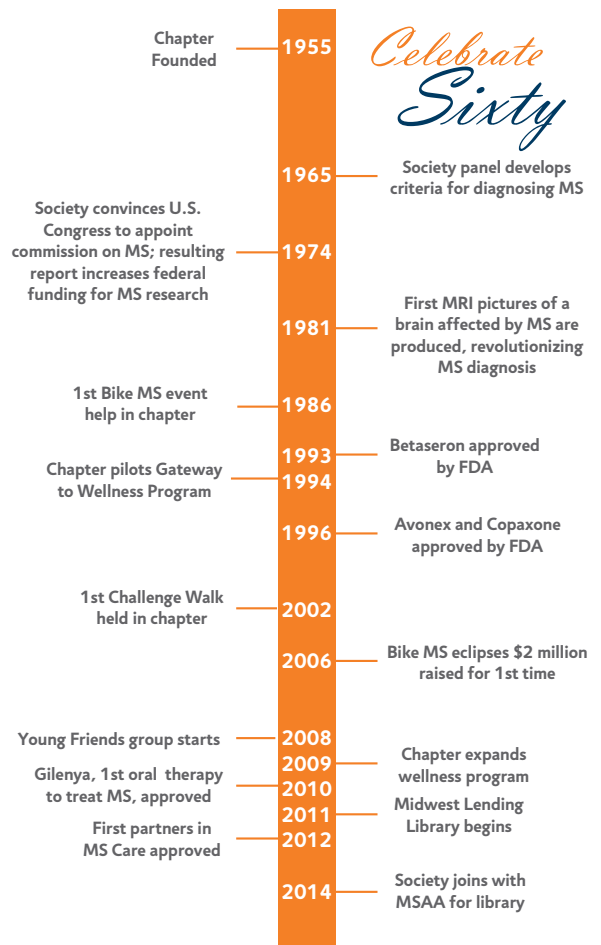 Celebrate
Sixty
Chapter
Founded
1955
1965
Society panel develops
criteria for diagnosing MS
Society convinces U.S.
Congress to appoint
commission on MS; resulting
report increases federal
funding for MS research
1974
1981
First MRI pictures of a
brain affected by MS are
produced, revolutionizing
MS diagnosis
1st Bike MS event
help in chapter
1986
1993
Betaseron approved
by FDA
Chapter pilots Gateway
to Wellness Program
1994
1996
Avonex and Copaxone
approved by FDA
1st Challenge Walk
held in chapter
2002
2006
Bike MS eclipses $2 million
raised for 1st time
Young Friends group starts
2008
2009
Chapter expands
wellness program
Gilenya, 1st oral therapy
to treat MS, approved
2010
2011
Midwest Lending
Library begins
First partners in
MS Care approved
2012
2014
Society joins with
MSAA for library